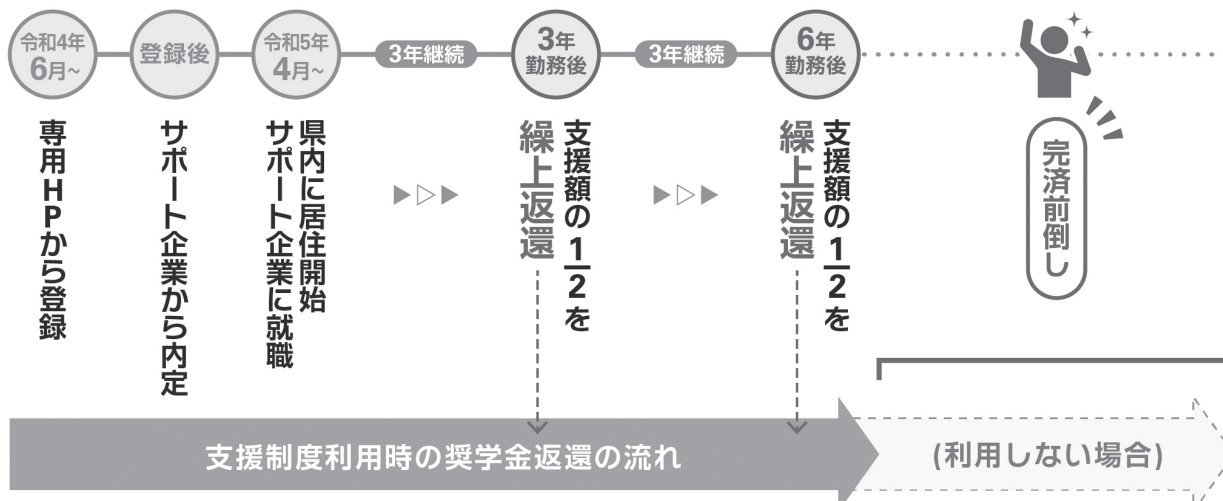 令和4年
6月~
登録後
令和5年
4月~
3年継続
3年
勤務後
3年継続
6年
勤務後
専用HPから登録
サポート企業から内定
県内に居住開始
サポート企業に就職
支援額の1/2を
繰上返還
支援額の1/2を
繰上返還
完済前倒し
支援制度利用時の奨学金返還の流れ
(利用しない場合)